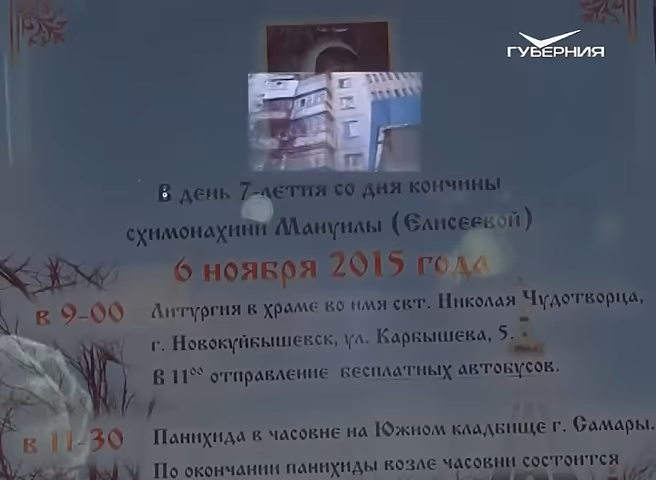 ГУБЕРНИЯ
В день 7-летия со дня кончины
схимонахини Мануилы (Елисеевой)
6 ноября 2015 года
в 9-00 Литургия в храме во имя свт. Николая Чудотворца,
г. Новокуйбышевск, ул. Карбышева, 5.
В 11⁰⁰ отправление бесплатных автобусов.
в 11-30 Панихида в часовне на Южном кладбище г. Самары.
По окончании панихиды возле часовни состоится